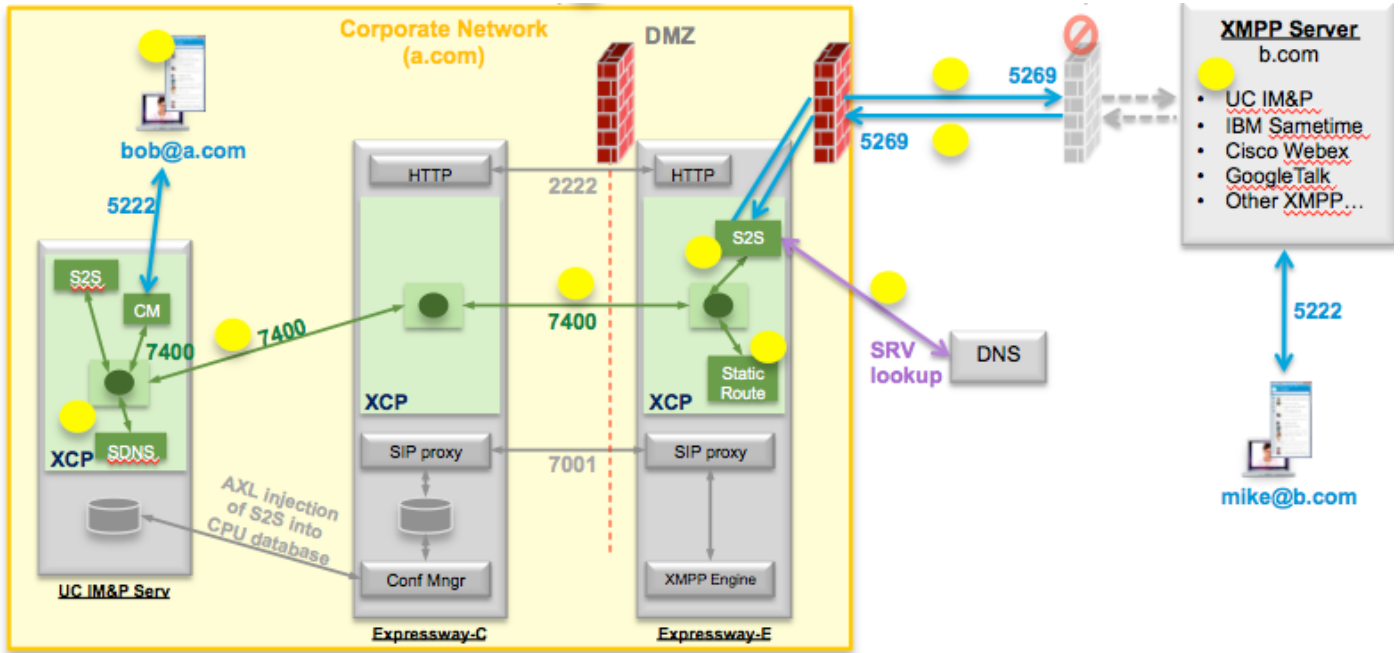 Corporate Network
(a.com)
DMZ
XMPP Server
b.com
• UC IM&P
• IBM Sametime
• Cisco Webex
• GoogleTalk
• Other XMPP…
5269
5269
bob@a.com
5222
HTTP
2222
HTTP
S2S
S2S
CM
7400
7400
7400
SRV
lookup
DNS
5222
Static
Route
XCP
XCP
SDNS
XCP
SIP proxy
7001
SIP proxy
mike@b.com
AXL injection
of S2S into
CPU database
Conf Mngr
XMPP Engine
UC IM&P Serv
Expressway-C
Expressway-E